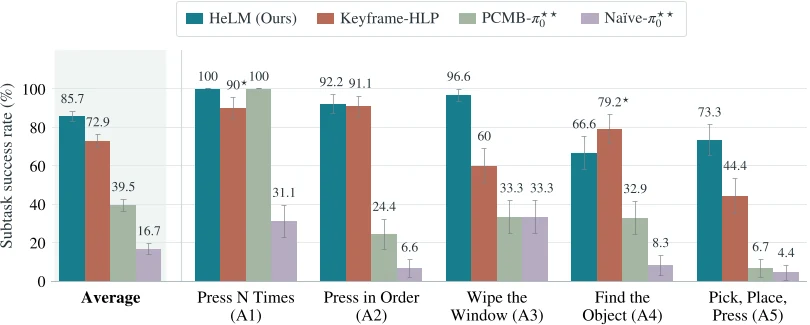 HeLM (Ours) Keyframe-HLP PCMB-π₀** Naïve-π₀**
Subtask success rate (%)
100
80
60
40
20
0
85.7 72.9 39.5 16.7
100 90* 100 31.1
92.2 91.1 24.4 6.6
96.6 60 33.3 33.3
66.6 79.2* 32.9 8.3
73.3 44.4 6.7 4.4
Average
Press N Times
(A1)
Press in Order
(A2)
Wipe the
Window (A3)
Find the
Object (A4)
Pick, Place,
Press (A5)